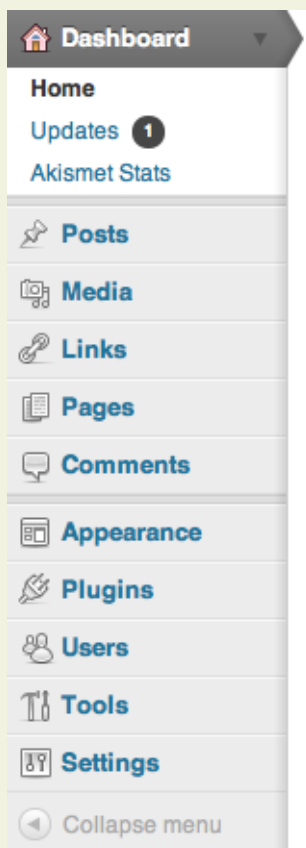 Dashboard
Home
Updates 1
Akismet Stats
Posts
Media
Links
Pages
Comments
Appearance
Plugins
Users
Tools
Settings
Collapse menu